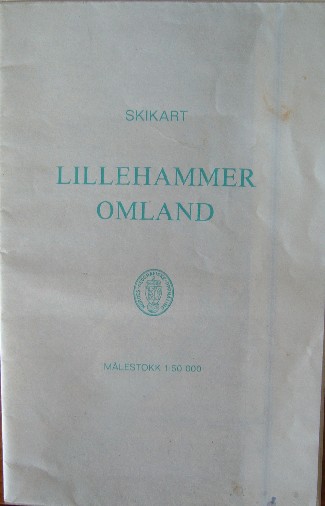 SKIKART
LILLEHAMMER
OMLAND
MÅLESTOKK 1:50 000